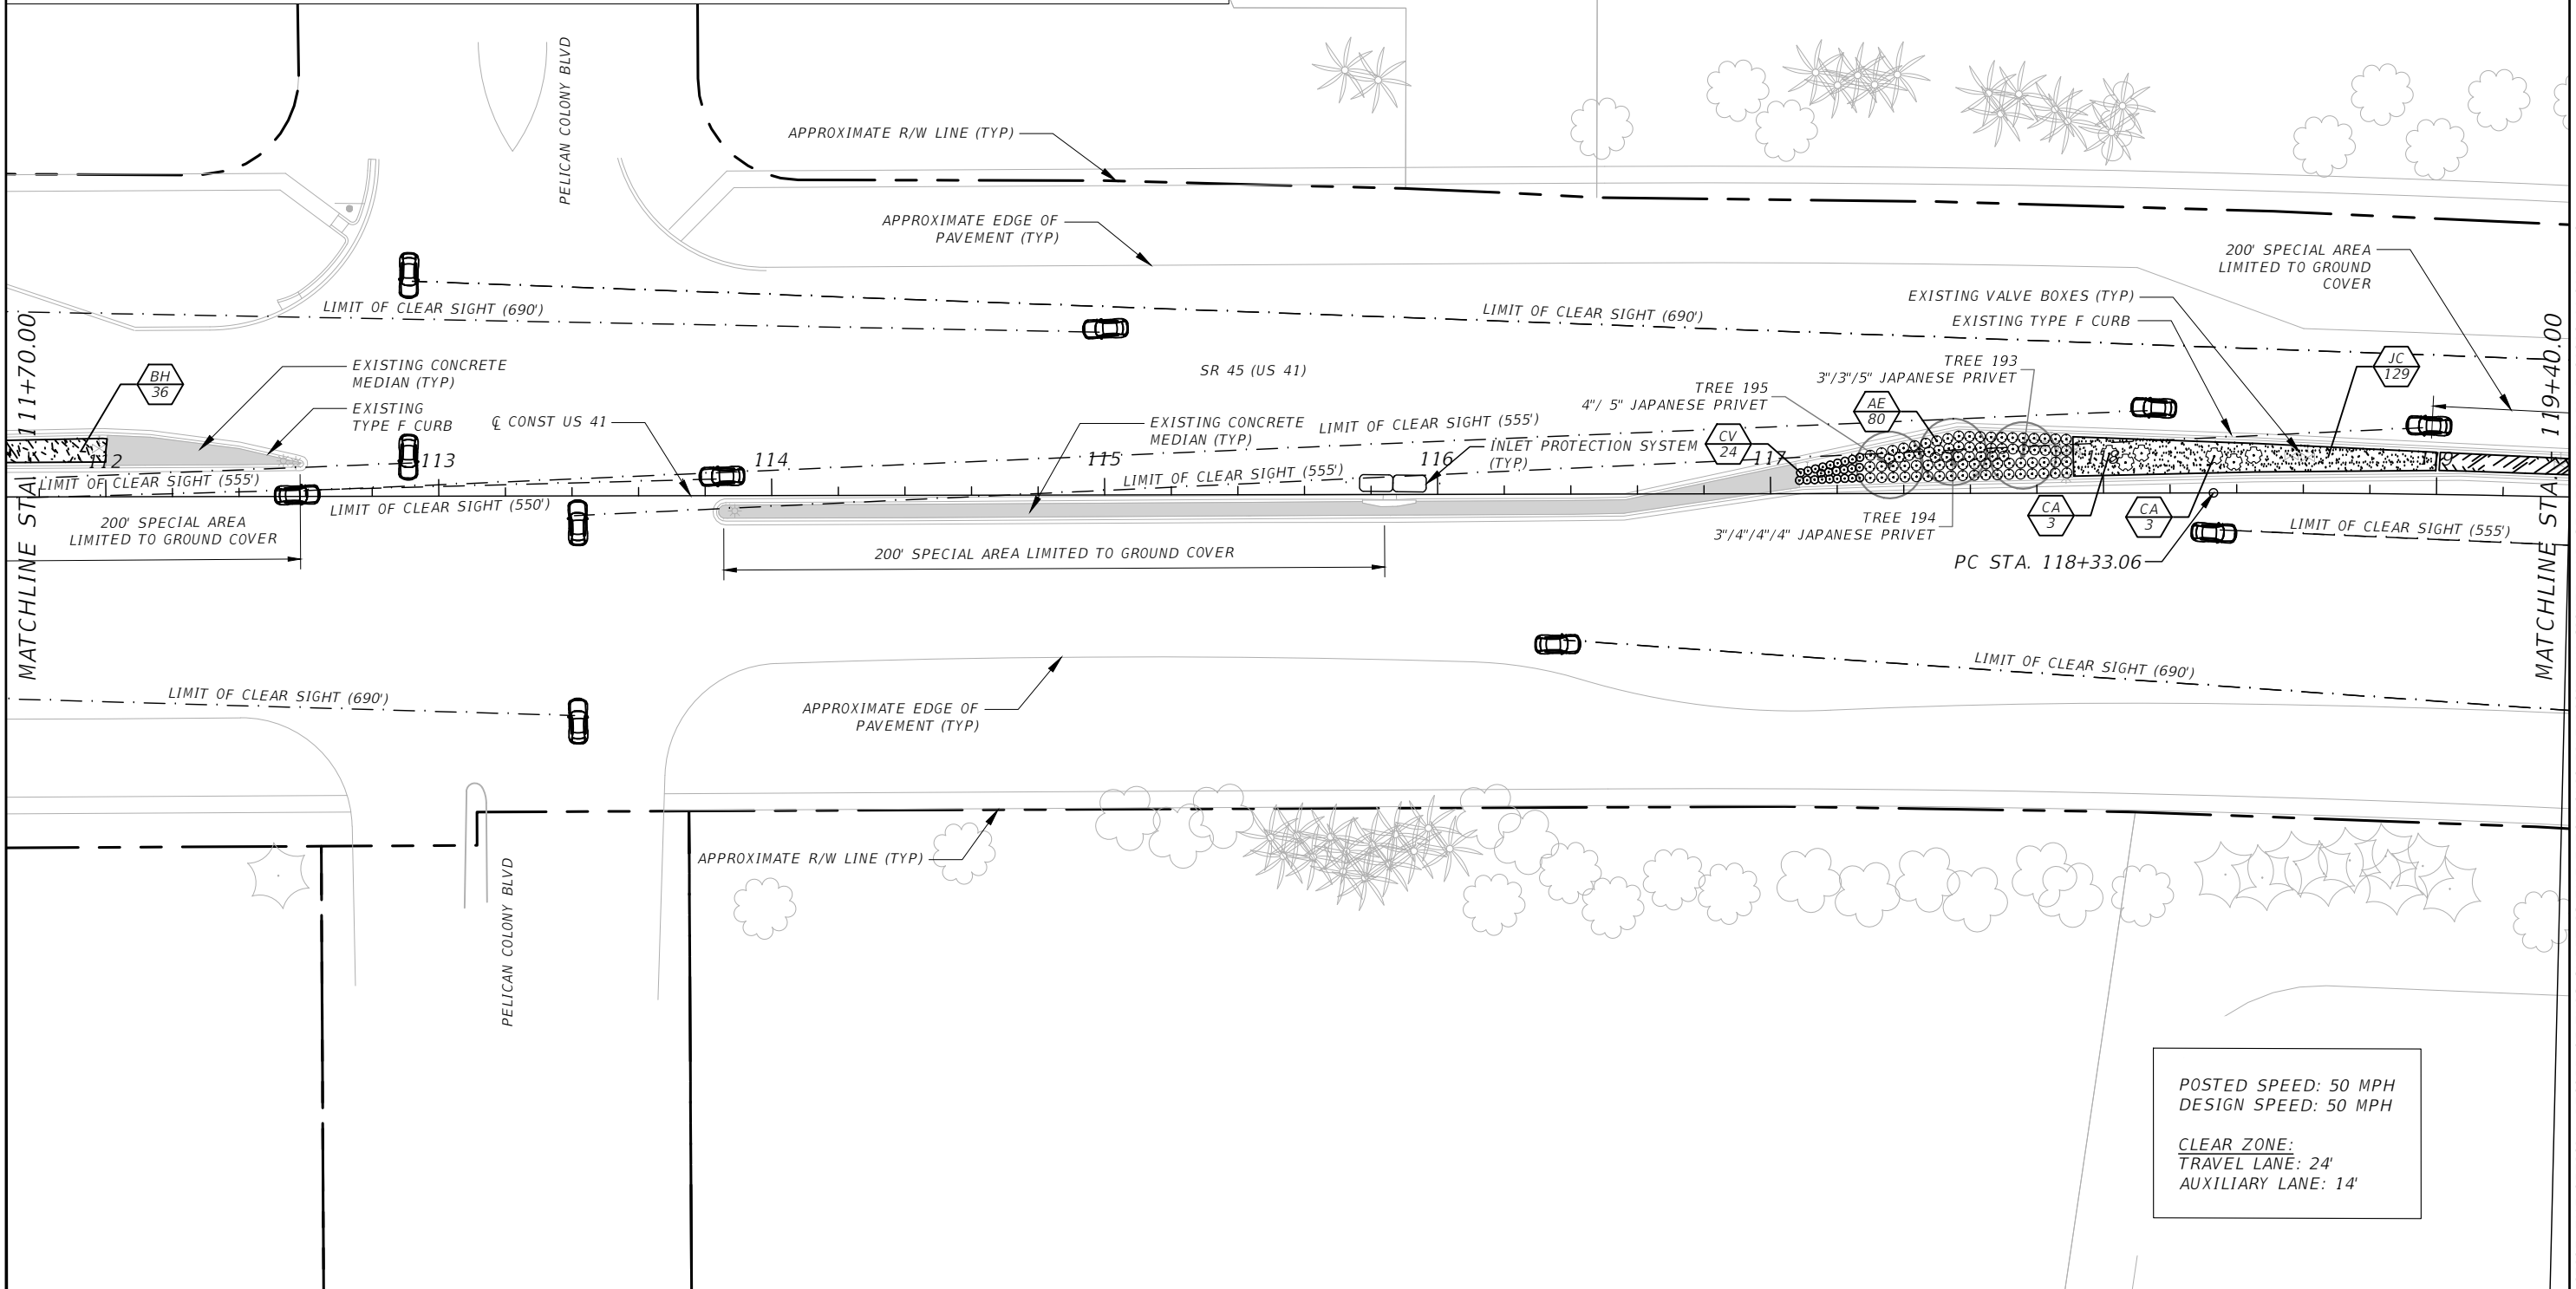 PELICAN COLONY BLVD
APPROXIMATE R/W LINE (TYP)
APPROXIMATE EDGE OF
PAVEMENT (TYP)
200' SPECIAL AREA
LIMITED TO GROUND
COVER
LIMIT OF CLEAR SIGHT (690')
LIMIT OF CLEAR SIGHT (690')
EXISTING VALVE BOXES (TYP)
EXISTING TYPE F CURB
MATCHLINE STA. 111+70.00
BH
36
EXISTING CONCRETE
MEDIAN (TYP)
EXISTING
TYPE F CURB
℄ CONST US 41
SR 45 (US 41)
TREE 193
3"/3"/5" JAPANESE PRIVET
TREE 195
4"/ 5" JAPANESE PRIVET
AE
80
JC
129
EXISTING CONCRETE
MEDIAN (TYP)
LIMIT OF CLEAR SIGHT (555')
INLET PROTECTION SYSTEM
(TYP)
CV
24
112
113
114
115
116
117
118
LIMIT OF CLEAR SIGHT (555')
LIMIT OF CLEAR SIGHT (555')
LIMIT OF CLEAR SIGHT (550')
200' SPECIAL AREA
LIMITED TO GROUND COVER
200' SPECIAL AREA LIMITED TO GROUND COVER
TREE 194
3"/4"/4"/4" JAPANESE PRIVET
CA
3
CA
3
PC STA. 118+33.06
LIMIT OF CLEAR SIGHT (555')
MATCHLINE STA. 119+40.00
LIMIT OF CLEAR SIGHT (690')
LIMIT OF CLEAR SIGHT (690')
APPROXIMATE EDGE OF
PAVEMENT (TYP)
APPROXIMATE R/W LINE (TYP)
PELICAN COLONY BLVD
POSTED SPEED: 50 MPH
DESIGN SPEED: 50 MPH
CLEAR ZONE:
TRAVEL LANE: 24'
AUXILIARY LANE: 14'